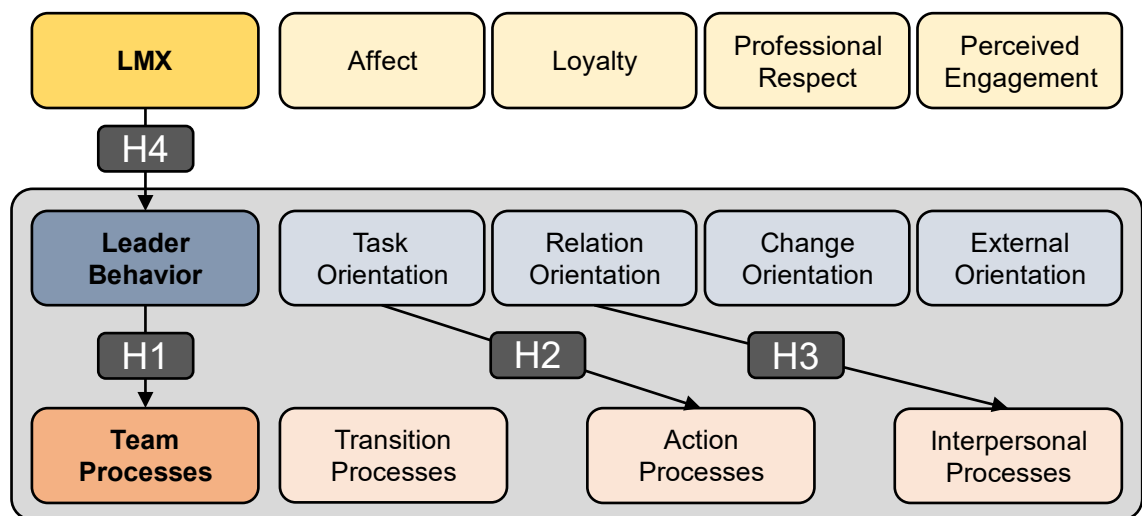 LMX
Affect
Loyalty
Professional
Respect
Perceived
Engagement
H4
Leader
Behavior
Task
Orientation
Relation
Orientation
Change
Orientation
External
Orientation
H1
H2
H3
Team
Processes
Transition
Processes
Action
Processes
Interpersonal
Processes